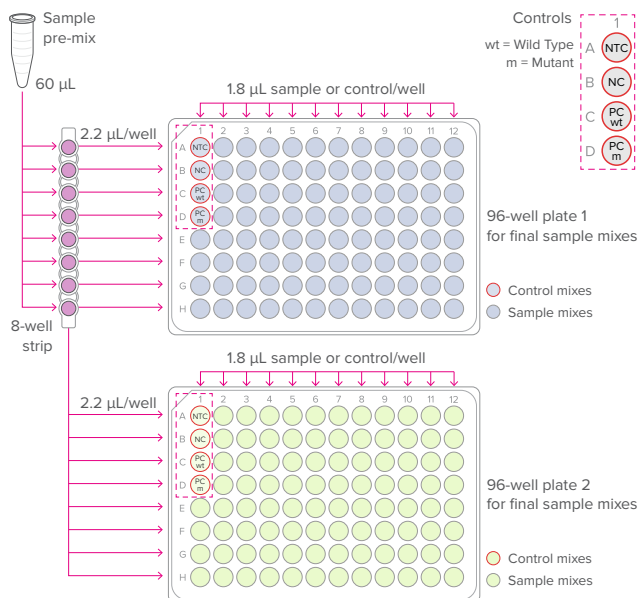 Sample
pre-mix
60 µL
Controls
wt = Wild Type
m = Mutant
1
A NTC
B NC
C PC wt
D PC m
1.8 µL sample or control/well
2.2 µL/well
1 2 3 4 5 6 7 8 9 10 11 12
A NTC
B NC
C PC wt
D PC m
E
F
G
H
96-well plate 1
for final sample mixes
Control mixes
Sample mixes
8-well
strip
1.8 µL sample or control/well
2.2 µL/well
1 2 3 4 5 6 7 8 9 10 11 12
A NTC
B NC
C PC wt
D PC m
E
F
G
H
96-well plate 2
for final sample mixes
Control mixes
Sample mixes